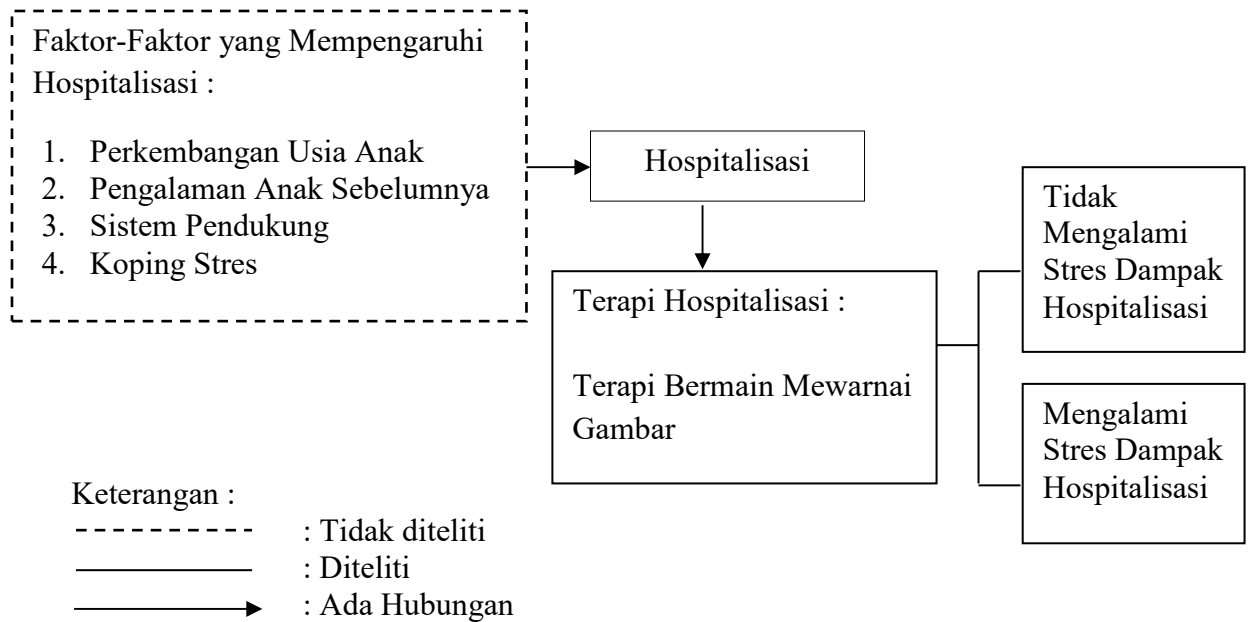 Faktor-Faktor yang Mempengaruhi
Hospitalisasi :
1. Perkembangan Usia Anak
2. Pengalaman Anak Sebelumnya
3. Sistem Pendukung
4. Koping Stres
Hospitalisasi
Terapi Hospitalisasi :
Terapi Bermain Mewarnai
Gambar
Tidak
Mengalami
Stres Dampak
Hospitalisasi
Mengalami
Stres Dampak
Hospitalisasi
Keterangan :
: Tidak diteliti
: Diteliti
: Ada Hubungan